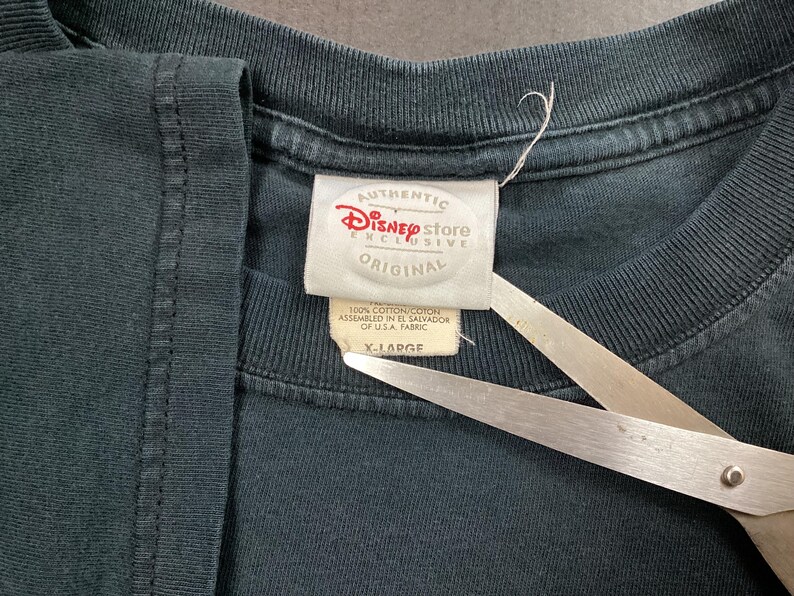 AUTHENTIC
Disney store
EXCLUSIVE
ORIGINAL
100% COTTON/COTON
ASSEMBLED IN EL SALVADOR
OF U.S.A. FABRIC
X-LARGE